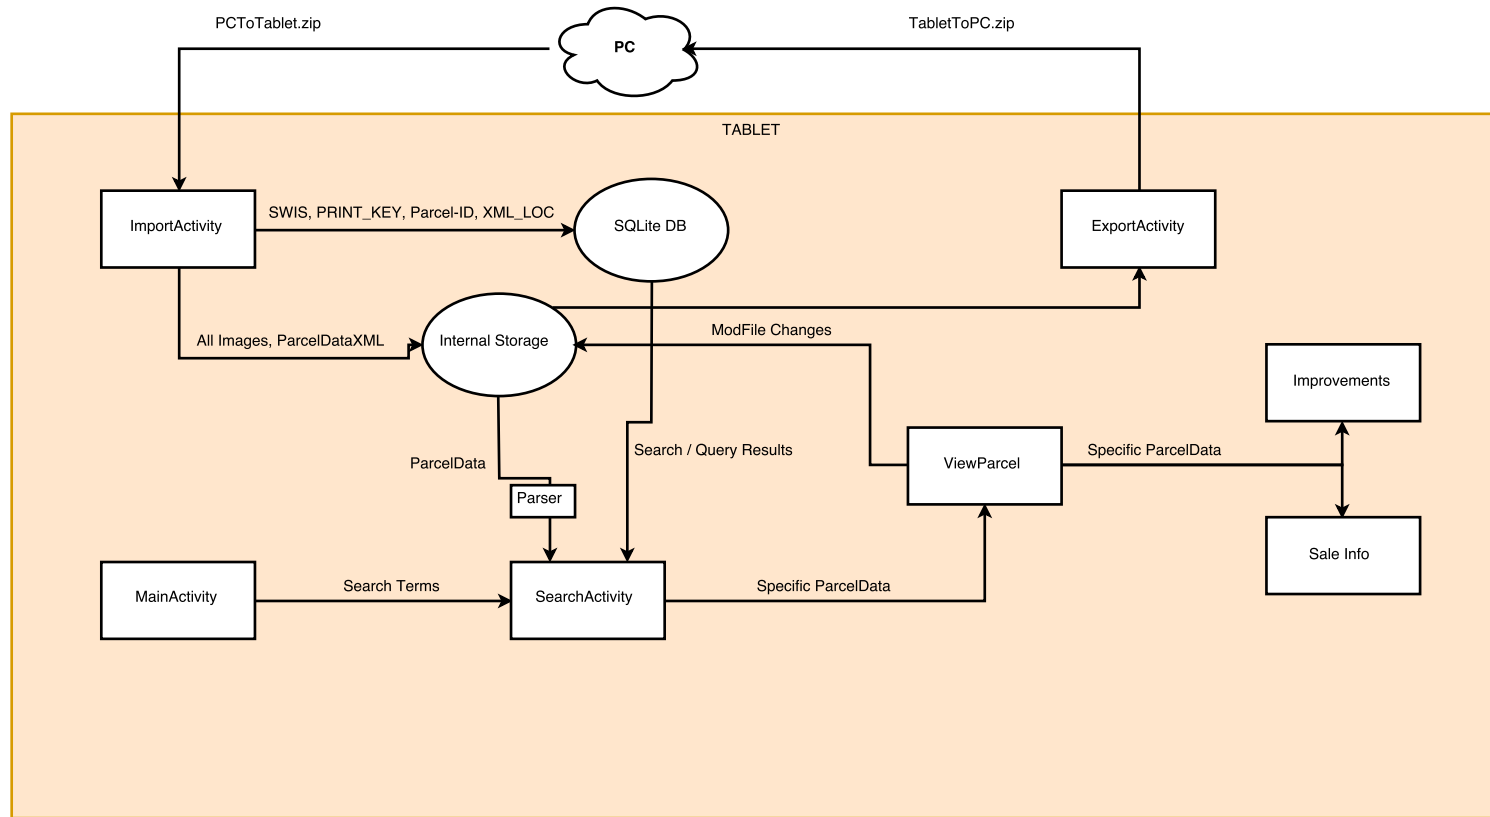 PCToTablet.zip
PC
TabletToPC.zip
TABLET
ImportActivity
SWIS, PRINT_KEY, Parcel-ID, XML_LOC
SQLite DB
ExportActivity
All Images, ParcelDataXML
Internal Storage
ModFile Changes
Improvements
ParcelData
Search / Query Results
ViewParcel
Specific ParcelData
Parser
Sale Info
MainActivity
Search Terms
SearchActivity
Specific ParcelData